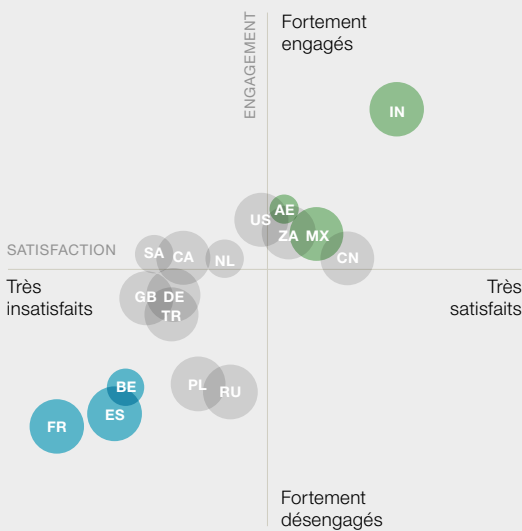 ENGAGEMENT
Fortement
engagés
IN
AE
US
ZA
MX
SATISFACTION
SA
CA
NL
CN
Très
insatisfaits
Très
satisfaits
GB
DE
TR
BE
PL
RU
ES
FR
Fortement
désengagés